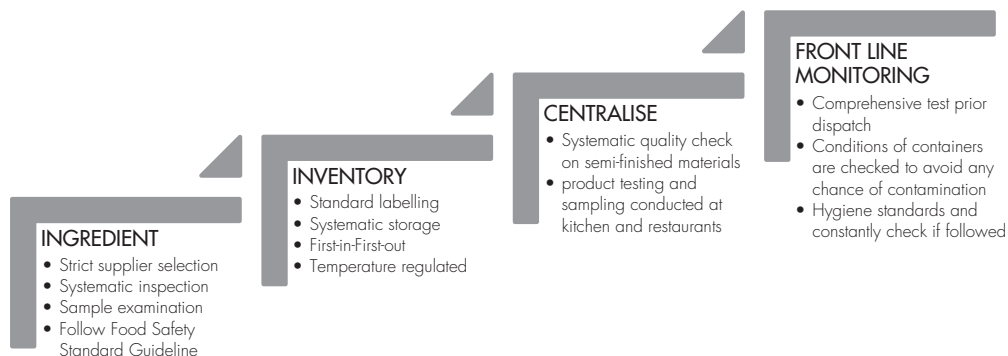 INGREDIENT
• Strict supplier selection
• Systematic inspection
• Sample examination
• Follow Food Safety
Standard Guideline
INVENTORY
• Standard labelling
• Systematic storage
• First-in-First-out
• Temperature regulated
CENTRALISE
• Systematic quality check
on semi-finished materials
• product testing and
sampling conducted at
kitchen and restaurants
FRONT LINE
MONITORING
• Comprehensive test prior
dispatch
• Conditions of containers
are checked to avoid any
chance of contamination
• Hygiene standards and
constantly check if followed